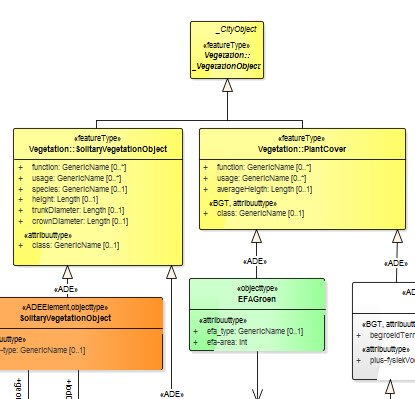 _CityObject
«featureType»
Vegetation::
_VegetationObject
«featureType»
Vegetation::SolitaryVegetationObject
+ function: GenericName [0..*]
+ usage: GenericName [0..*]
+ species: GenericName [0..1]
+ height: Length [0..1]
+ trunkDiameter: Length [0..1]
+ crownDiameter: Length [0..1]
«attribuuttype»
+ class: GenericName [0..1]
«featureType»
Vegetation::PlantCover
+ function: GenericName [0..*]
+ usage: GenericName [0..*]
+ averageHeigth: Length [0..1]
«BGT, attribuuttype»
+ class: GenericName [0..1]
«ADE»
«ADE»
«ADE»
«ADEElement,objecttype»
SolitaryVegetationObject
uuttype»
-type: GenericName [0..1]
«objecttype»
EFAGroen
«attribuuttype»
+ efa_type: GenericName [0..1]
+ efa-area: Int
«AD
«BGT, attribuuttype»
+ begroeidTerr
«attribuuttype»
+ plus-fysiekVoo
«ADE»